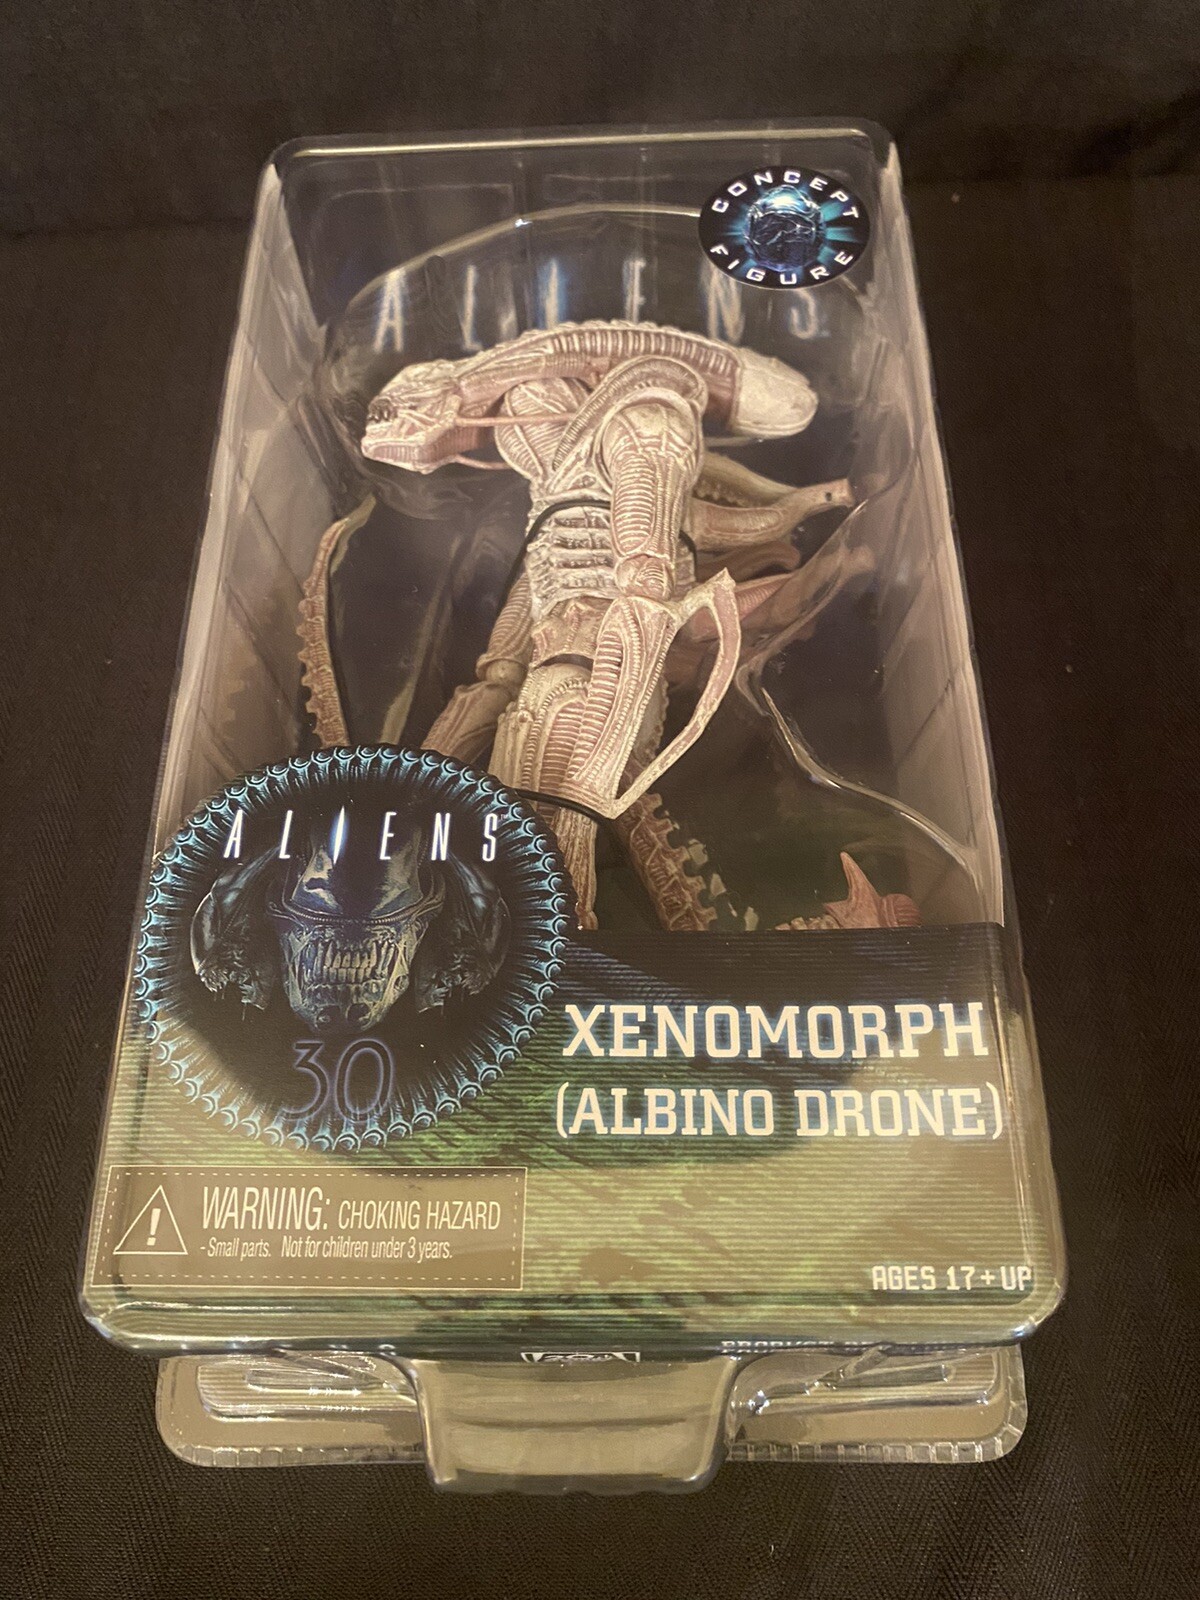 CONCEPT
FIGURE
ALIENS
ALIENS
30
XENOMORPH
(ALBINO DRONE)
WARNING: CHOKING HAZARD
- Small parts. Not for children under 3 years.
AGES 17+ UP